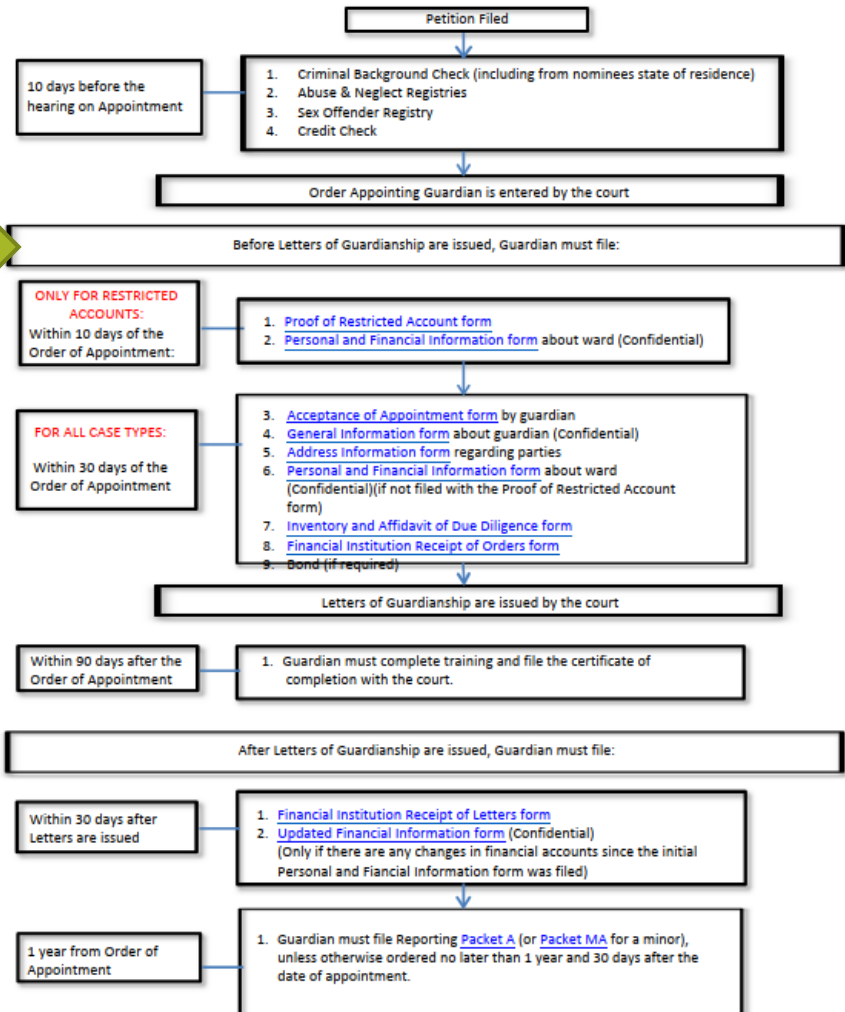 Petition Filed
10 days before the
hearing on Appointment
1. Criminal Background Check (including from nominees state of residence)
2. Abuse & Neglect Registries
3. Sex Offender Registry
4. Credit Check
Order Appointing Guardian is entered by the court
Before Letters of Guardianship are issued, Guardian must file:
ONLY FOR RESTRICTED
ACCOUNTS:
Within 10 days of the
Order of Appointment:
1. Proof of Restricted Account form
2. Personal and Financial Information form about ward (Confidential)
FOR ALL CASE TYPES:
Within 30 days of the
Order of Appointment
3. Acceptance of Appointment form by guardian
4. General Information form about guardian (Confidential)
5. Address Information form regarding parties
6. Personal and Financial Information form about ward
(Confidential)(if not filed with the Proof of Restricted Account
form)
7. Inventory and Affidavit of Due Diligence form
8. Financial Institution Receipt of Orders form
9. Bond (if required)
Letters of Guardianship are issued by the court
Within 90 days after the
Order of Appointment
1. Guardian must complete training and file the certificate of
completion with the court.
After Letters of Guardianship are issued, Guardian must file:
Within 30 days after
Letters are issued
1. Financial Institution Receipt of Letters form
2. Updated Financial Information form (Confidential)
(Only if there are any changes in financial accounts since the initial
Personal and Fiancial Information form was filed)
1 year from Order of
Appointment
1. Guardian must file Reporting Packet A (or Packet MA for a minor),
unless otherwise ordered no later than 1 year and 30 days after the
date of appointment.